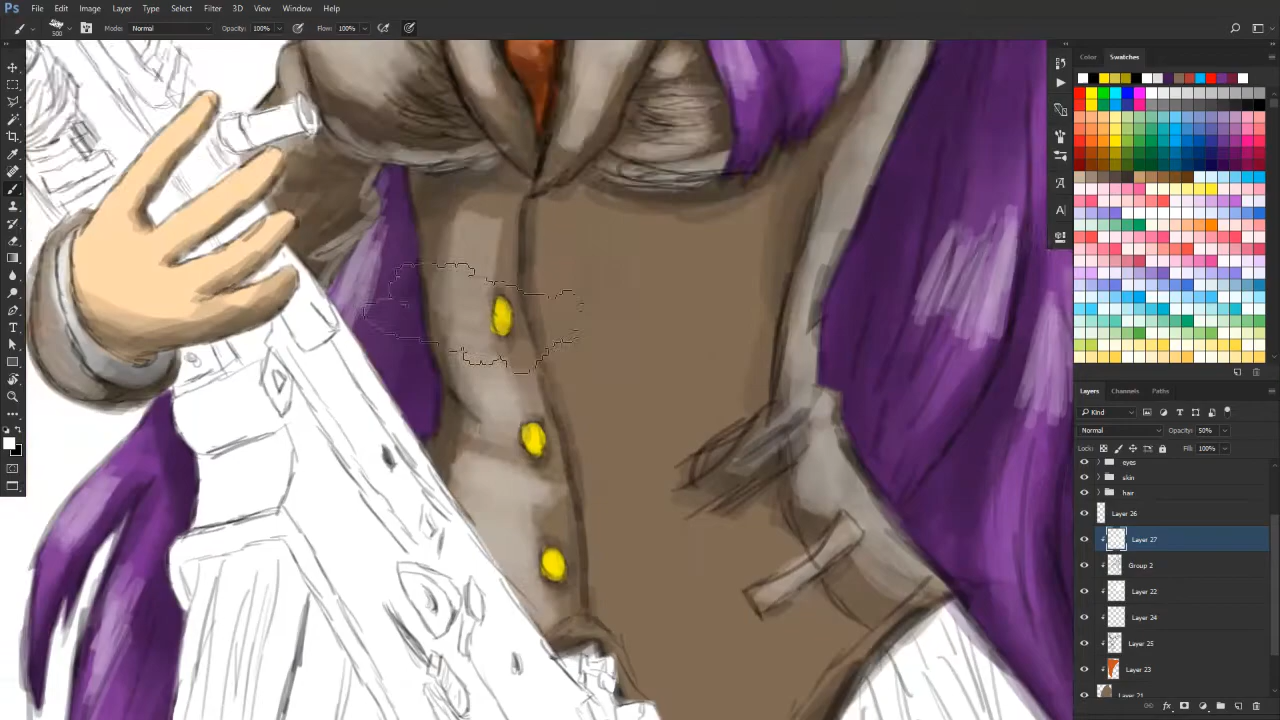 Ps File Edit Image Layer Type Select Filter 3D View Window Help
500 Mode: Normal Opacity: 100% Flow: 100%
Color Swatches
Layers Channels Paths
Kind
Normal Opacity: 50%
Lock: Fill: 100%
eyes
skin
hair
Layer 26
Layer 27
Group 2
Layer 22
Layer 24
Layer 25
Layer 23
Layer 21